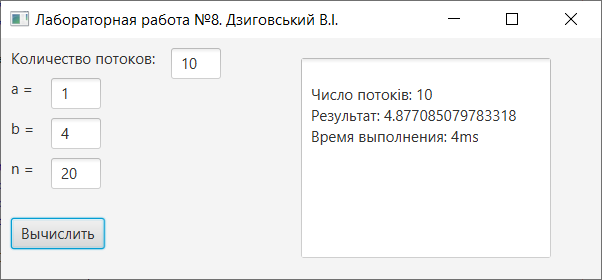 Лабораторная работа №8. Дзиговський В.І.
Количество потоков: 10
a = 1
b = 4
n = 20
Вычислить
Число потоків: 10
Результат: 4.877085079783318
Время выполнения: 4ms